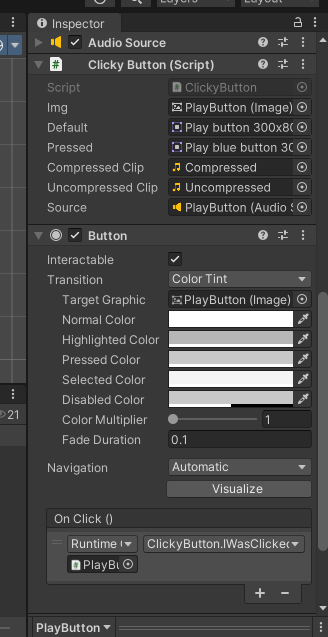 Layers
Layout
Inspector
Audio Source
Clicky Button (Script)
Script ClickyButton
Img PlayButton (Image)
Default Play button 300x80
Pressed Play blue button 30
Compressed Clip Compressed
Uncompressed Clip Uncompressed
Source PlayButton (Audio S
Button
Interactable
Transition Color Tint
Target Graphic PlayButton (Image)
Normal Color
Highlighted Color
Pressed Color
Selected Color
Disabled Color
21
Color Multiplier 1
Fade Duration 0.1
Navigation Automatic
Visualize
On Click ()
Runtime ClickyButton.IWasClicked
PlayBu
PlayButton